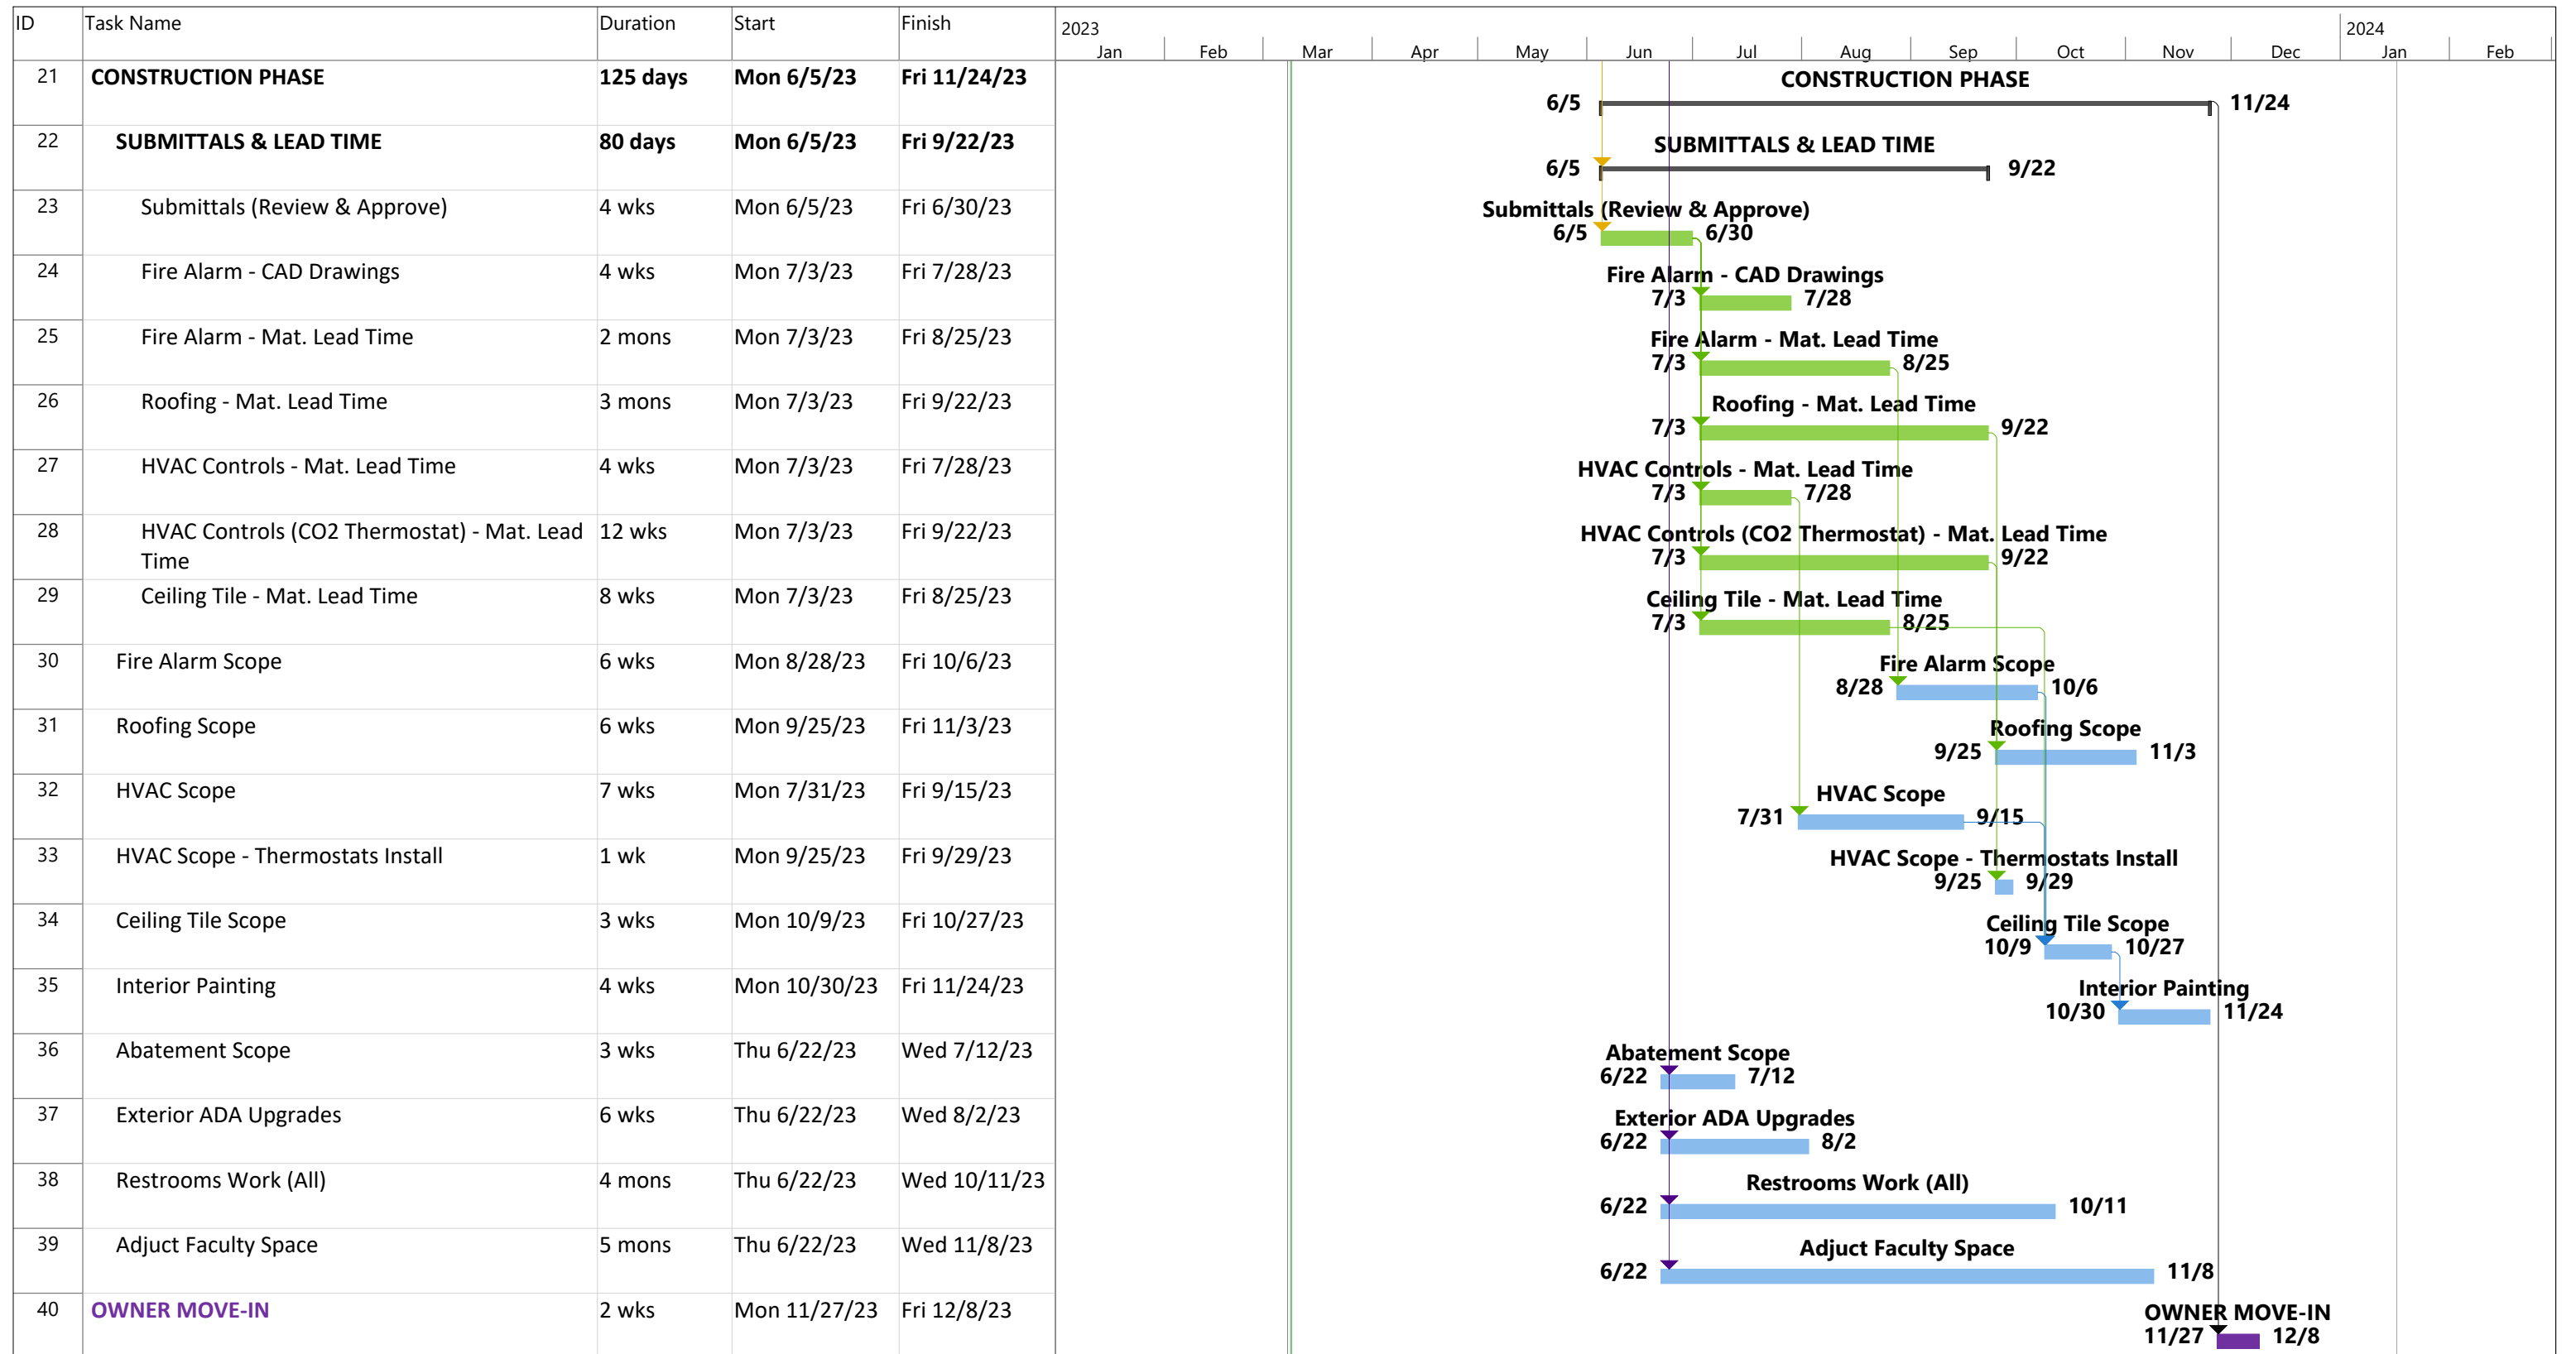 ID Task Name Duration Start Finish 2023 2024
Jan Feb Mar Apr May Jun Jul Aug Sep Oct Nov Dec Jan Feb
21 CONSTRUCTION PHASE 125 days Mon 6/5/23 Fri 11/24/23 CONSTRUCTION PHASE
6/5 11/24
22 SUBMITTALS & LEAD TIME 80 days Mon 6/5/23 Fri 9/22/23 SUBMITTALS & LEAD TIME
6/5 9/22
23 Submittals (Review & Approve) 4 wks Mon 6/5/23 Fri 6/30/23 Submittals (Review & Approve)
6/5 6/30
24 Fire Alarm - CAD Drawings 4 wks Mon 7/3/23 Fri 7/28/23 Fire Alarm - CAD Drawings
7/3 7/28
25 Fire Alarm - Mat. Lead Time 2 mons Mon 7/3/23 Fri 8/25/23 Fire Alarm - Mat. Lead Time
7/3 8/25
26 Roofing - Mat. Lead Time 3 mons Mon 7/3/23 Fri 9/22/23 Roofing - Mat. Lead Time
7/3 9/22
27 HVAC Controls - Mat. Lead Time 4 wks Mon 7/3/23 Fri 7/28/23 HVAC Controls - Mat. Lead Time
7/3 7/28
28 HVAC Controls (CO2 Thermostat) - Mat. Lead 12 wks Mon 7/3/23 Fri 9/22/23 HVAC Controls (CO2 Thermostat) - Mat. Lead Time
Time 7/3 9/22
29 Ceiling Tile - Mat. Lead Time 8 wks Mon 7/3/23 Fri 8/25/23 Ceiling Tile - Mat. Lead Time
7/3 8/25
30 Fire Alarm Scope 6 wks Mon 8/28/23 Fri 10/6/23 Fire Alarm Scope
8/28 10/6
31 Roofing Scope 6 wks Mon 9/25/23 Fri 11/3/23 Roofing Scope
9/25 11/3
32 HVAC Scope 7 wks Mon 7/31/23 Fri 9/15/23 HVAC Scope
7/31 9/15
33 HVAC Scope - Thermostats Install 1 wk Mon 9/25/23 Fri 9/29/23 HVAC Scope - Thermostats Install
9/25 9/29
34 Ceiling Tile Scope 3 wks Mon 10/9/23 Fri 10/27/23 Ceiling Tile Scope
10/9 10/27
35 Interior Painting 4 wks Mon 10/30/23 Fri 11/24/23 Interior Painting
10/30 11/24
36 Abatement Scope 3 wks Thu 6/22/23 Wed 7/12/23 Abatement Scope
6/22 7/12
37 Exterior ADA Upgrades 6 wks Thu 6/22/23 Wed 8/2/23 Exterior ADA Upgrades
6/22 8/2
38 Restrooms Work (All) 4 mons Thu 6/22/23 Wed 10/11/23 Restrooms Work (All)
6/22 10/11
39 Adjuct Faculty Space 5 mons Thu 6/22/23 Wed 11/8/23 Adjuct Faculty Space
6/22 11/8
40 OWNER MOVE-IN 2 wks Mon 11/27/23 Fri 12/8/23 OWNER MOVE-IN
11/27 12/8